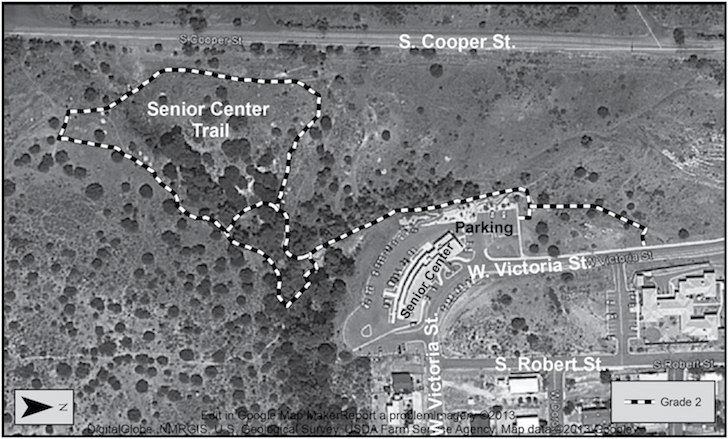 S Cooper St
S. Cooper St.
Senior Center
Trail
Parking
Senior Center
W. Victoria St.
W Victoria St
Victoria St.
S. Robert St.
S Robert St
Grade 2
N
Edit in Google Map Maker Report a problem Imagery ©2013
DigitalGlobe, NMRGIS, U.S. Geological Survey, USDA Farm Service Agency, Map data ©2013 Google